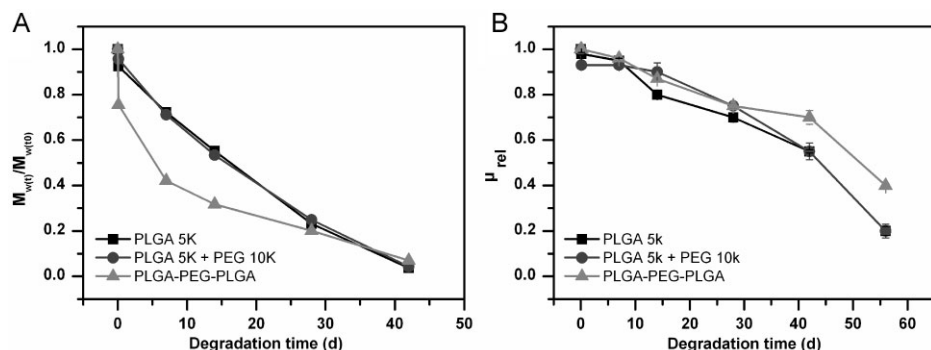 A
1.0
0.8
0.6
0.4
0.2
0.0
M_w(t)/M_w(t0)
PLGA 5K
PLGA 5K + PEG 10K
PLGA-PEG-PLGA
0 10 20 30 40 50
Degradation time (d)
B
1.0
0.8
0.6
0.4
0.2
0.0
μ_rel
PLGA 5k
PLGA 5k + PEG 10k
PLGA-PEG-PLGA
0 10 20 30 40 50 60
Degradation time (d)